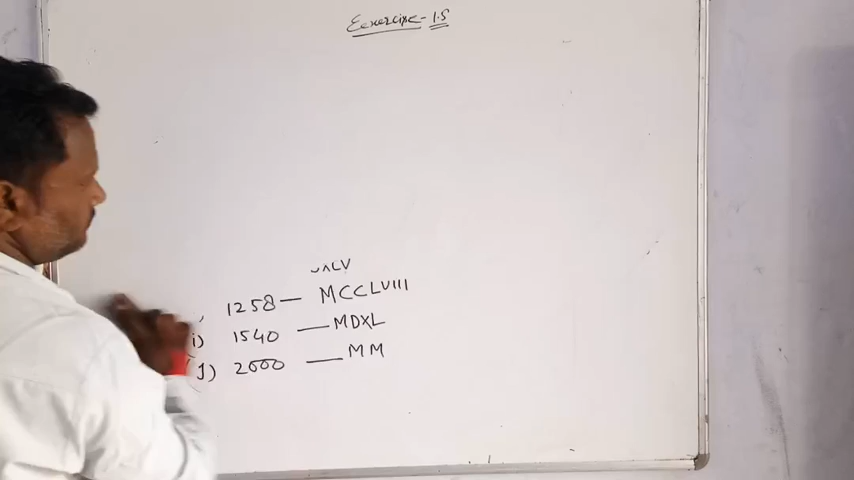 Exercise - 1.5
1258 — MCCLVIII
i) 1540 — MDXL
(J) 2000 — MM